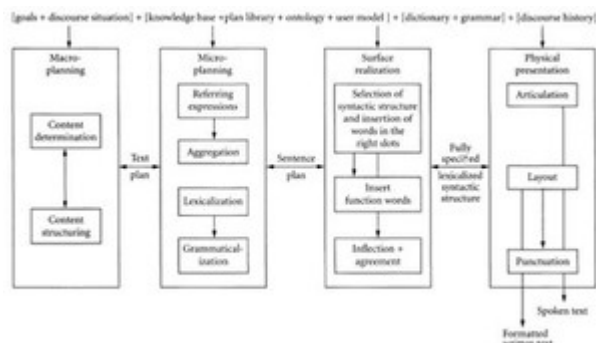 [goals + discourse situation] + [knowledge base +plan library + ontology + user model ] + [dictionary + grammar] + [discourse history]
Macro-
planning
Content
determination
Content
structuring
Text
plan
Micro-
planning
Referring
expressions
Aggregation
Lexicalization
Grammatical-
ization
Sentence
plan
Surface
realization
Selection of
syntactic structure
and insertion of
words in the
right dots
Insert
function words
Inflection +
agreement
Fully
specified
lexicalized
syntactic
structure
Physical
presentation
Articulation
Layout
Punctuation
Spoken text
Formatted